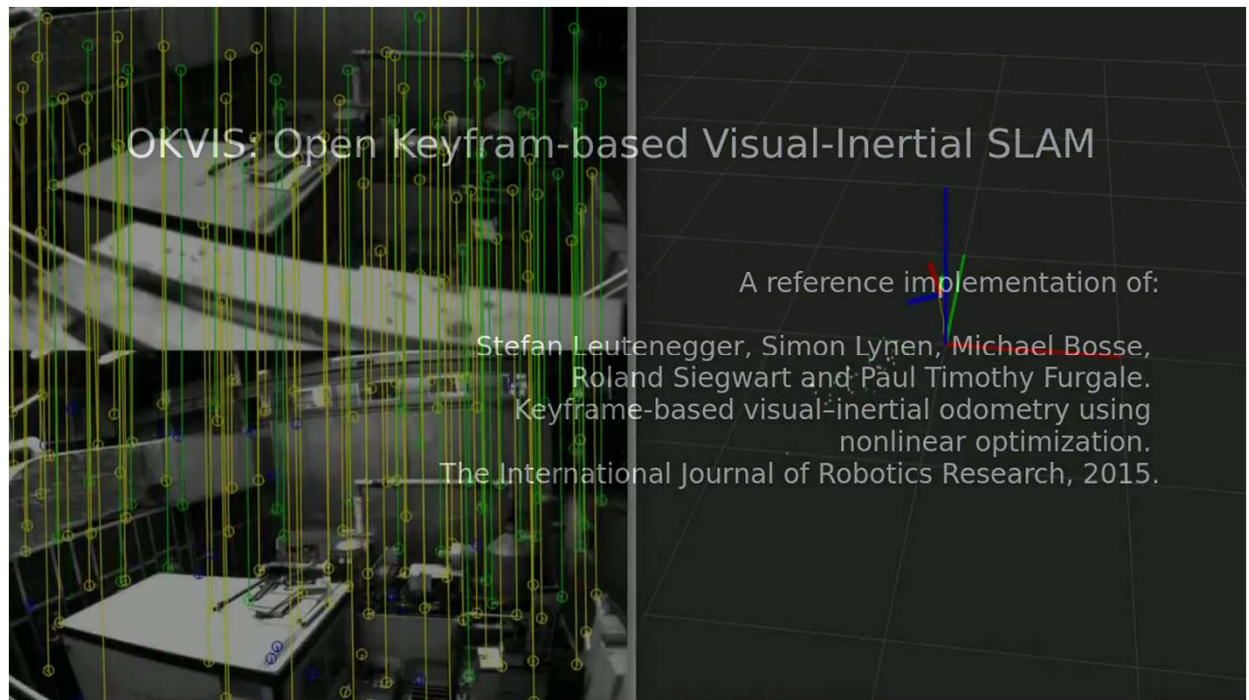 OKVIS: Open Keyfram-based Visual-Inertial SLAM
A reference implementation of:
Stefan Leutenegger, Simon Lynen, Michael Bosse,
Roland Siegwart and Paul Timothy Furgale.
Keyframe-based visual–inertial odometry using
nonlinear optimization.
The International Journal of Robotics Research, 2015.